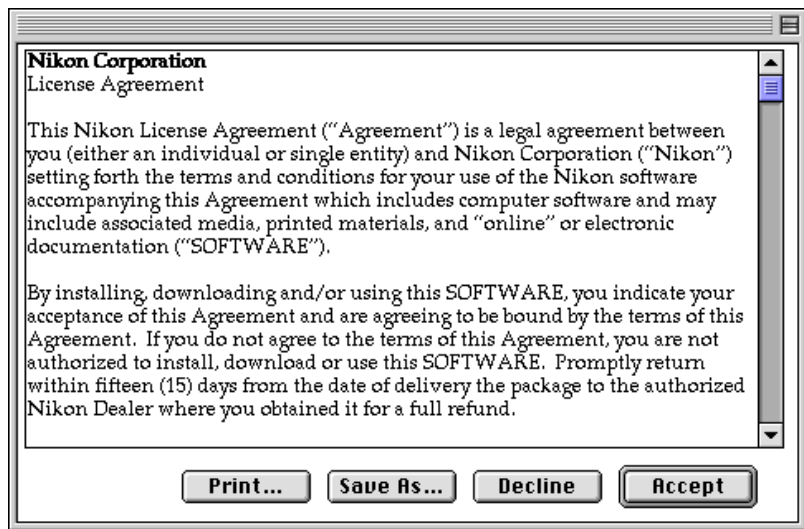 Nikon Corporation
License Agreement
This Nikon License Agreement (“Agreement”) is a legal agreement between
you (either an individual or single entity) and Nikon Corporation (“Nikon”)
setting forth the terms and conditions for your use of the Nikon software
accompanying this Agreement which includes computer software and may
include associated media, printed materials, and “online” or electronic
documentation (“SOFTWARE”).
By installing, downloading and/or using this SOFTWARE, you indicate your
acceptance of this Agreement and are agreeing to be bound by the terms of this
Agreement.  If you do not agree to the terms of this Agreement, you are not
authorized to install, download or use this SOFTWARE.  Promptly return
within fifteen (15) days from the date of delivery the package to the authorized
Nikon Dealer where you obtained it for a full refund.
Print... Save As... Decline Accept